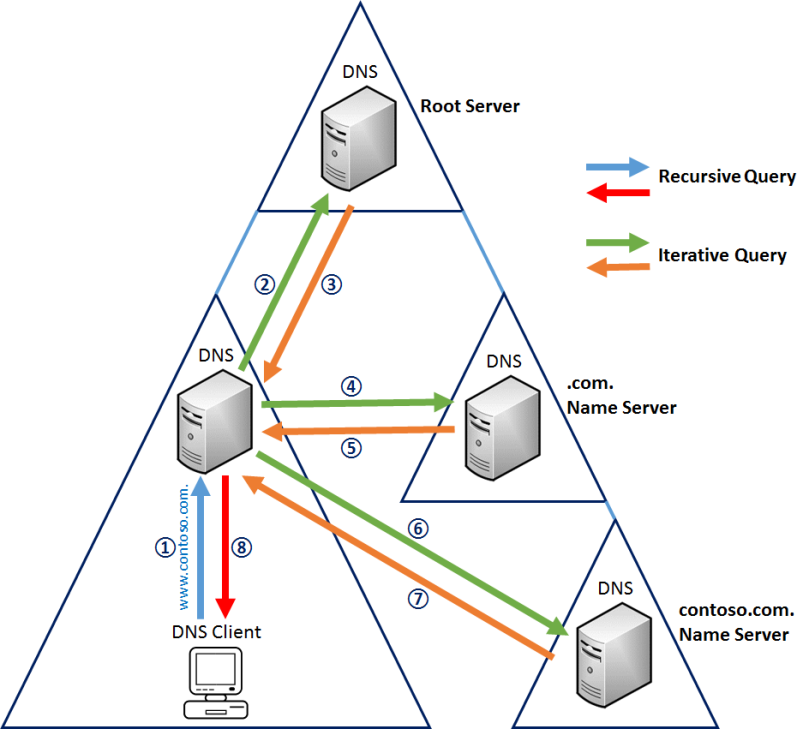 DNS
Root Server
Recursive Query
Iterative Query
②
③
DNS
DNS
.com.
Name Server
④
⑤
www.contoso.com.
①
⑧
⑥
⑦
DNS
contoso.com.
Name Server
DNS Client